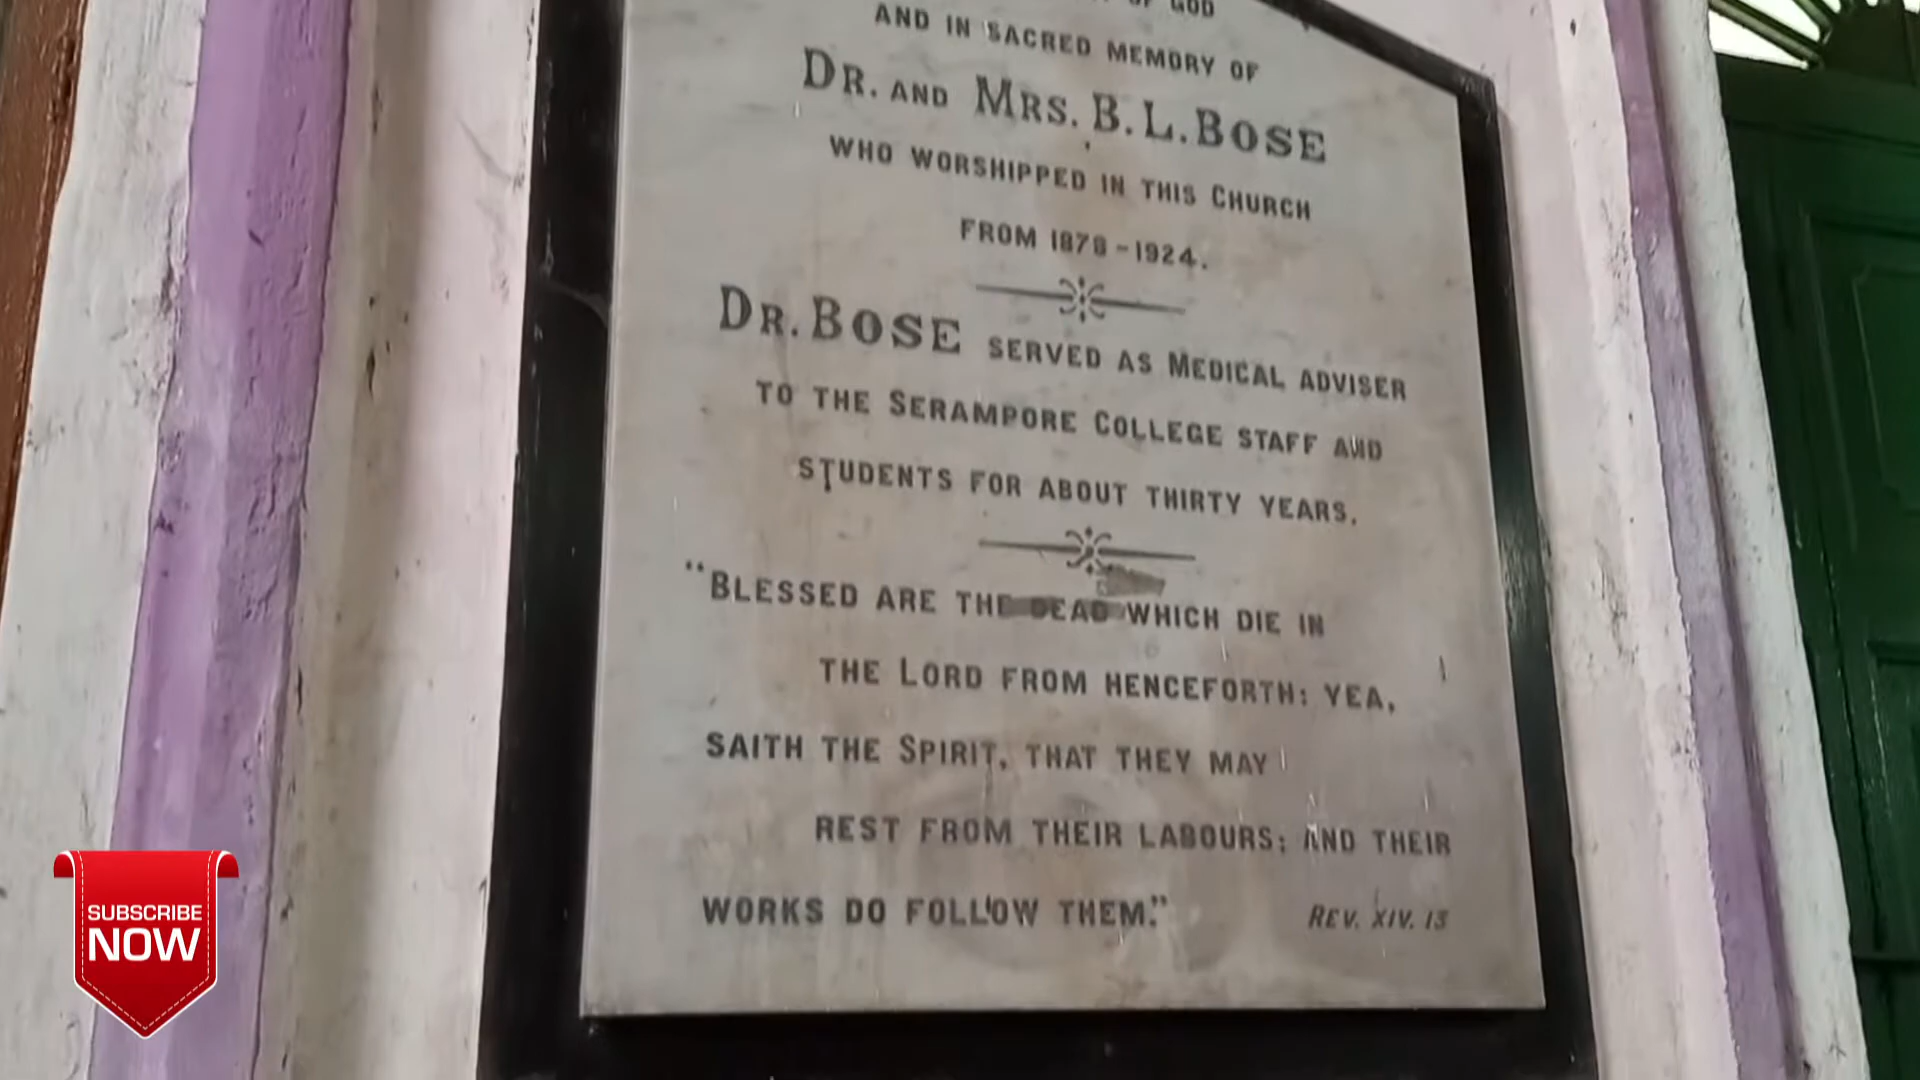 OF GOD
AND IN SACRED MEMORY OF
DR. AND MRS. B. L. BOSE
WHO WORSHIPPED IN THIS CHURCH
FROM 1878-1924.
DR. BOSE SERVED AS MEDICAL ADVISER
TO THE SERAMPORE COLLEGE STAFF AND
STUDENTS FOR ABOUT THIRTY YEARS.
"BLESSED ARE THE DEAD WHICH DIE IN
THE LORD FROM HENCEFORTH: YEA,
SAITH THE SPIRIT, THAT THEY MAY
REST FROM THEIR LABOURS; AND THEIR
WORKS DO FOLLOW THEM." REV. XIV. 13
SUBSCRIBE
NOW